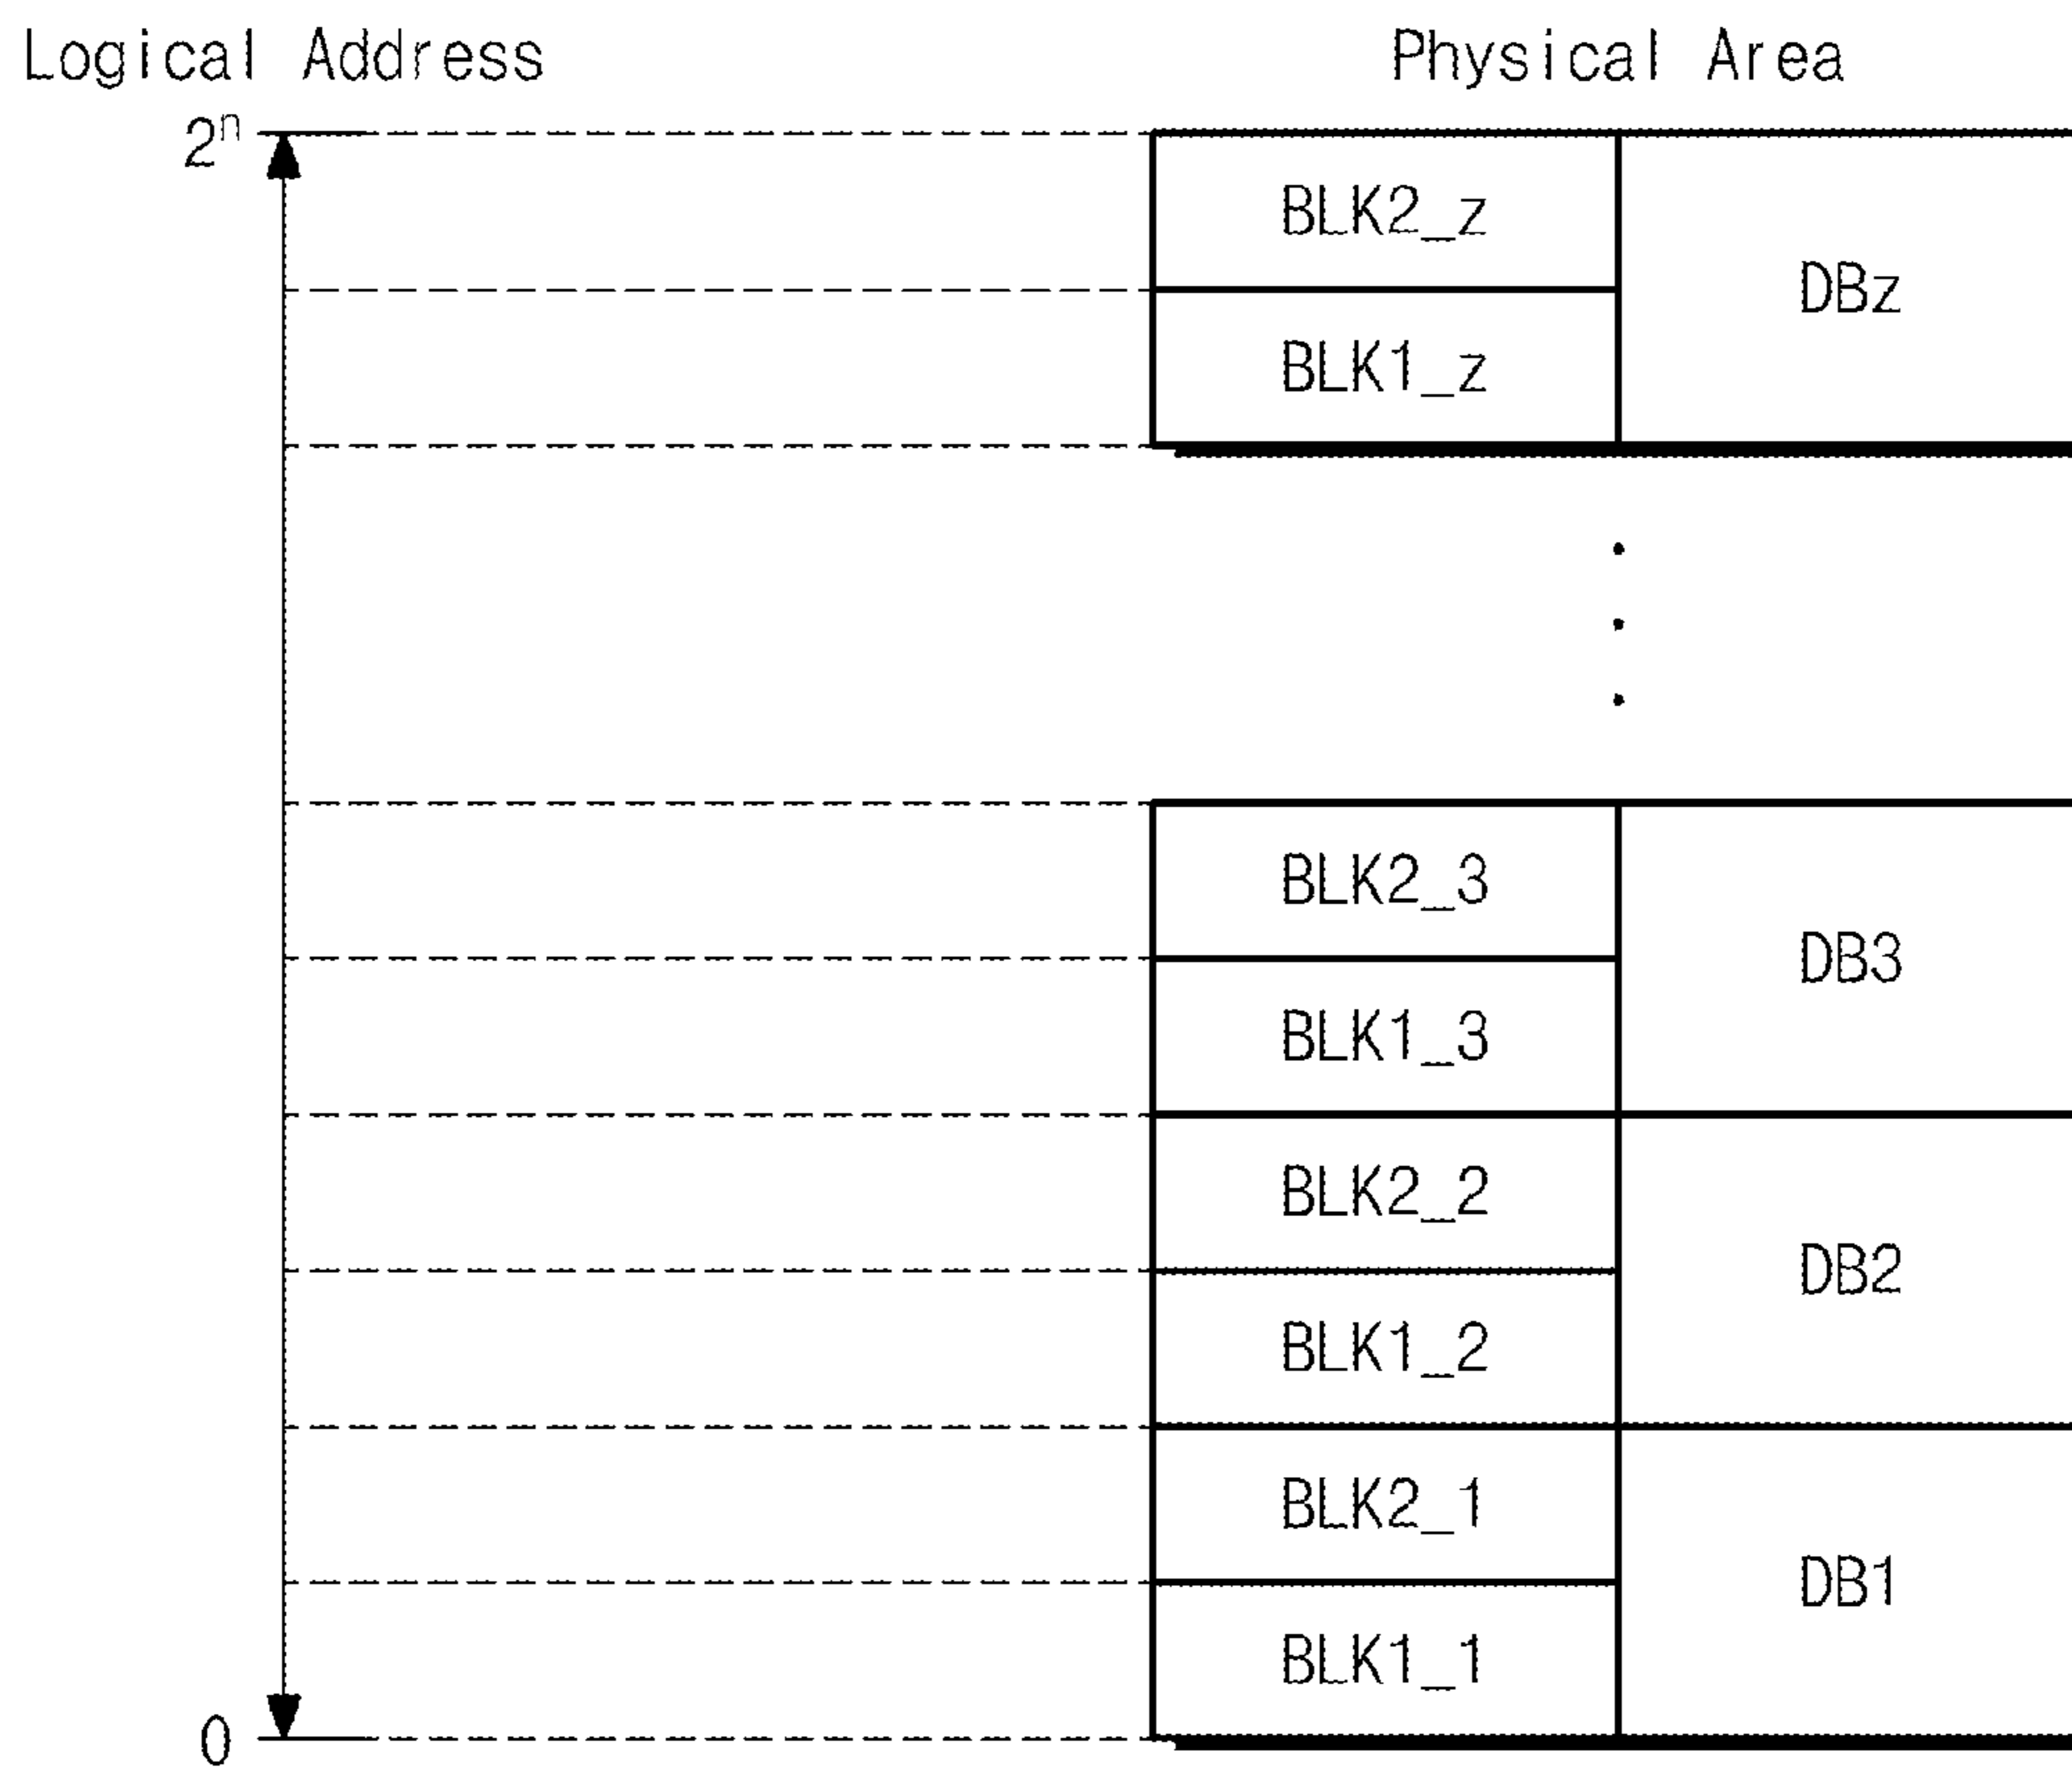 Logical Address Physical Area
2ⁿ
BLK2_z
DBz
BLK1_z
BLK2_3
DB3
BLK1_3
BLK2_2
DB2
BLK1_2
BLK2_1
DB1
BLK1_1
0